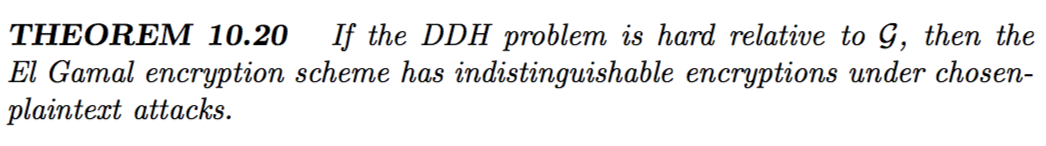 THEOREM 10.20 If the DDH problem is hard relative to 𝒢, then the
El Gamal encryption scheme has indistinguishable encryptions under chosen-
plaintext attacks.